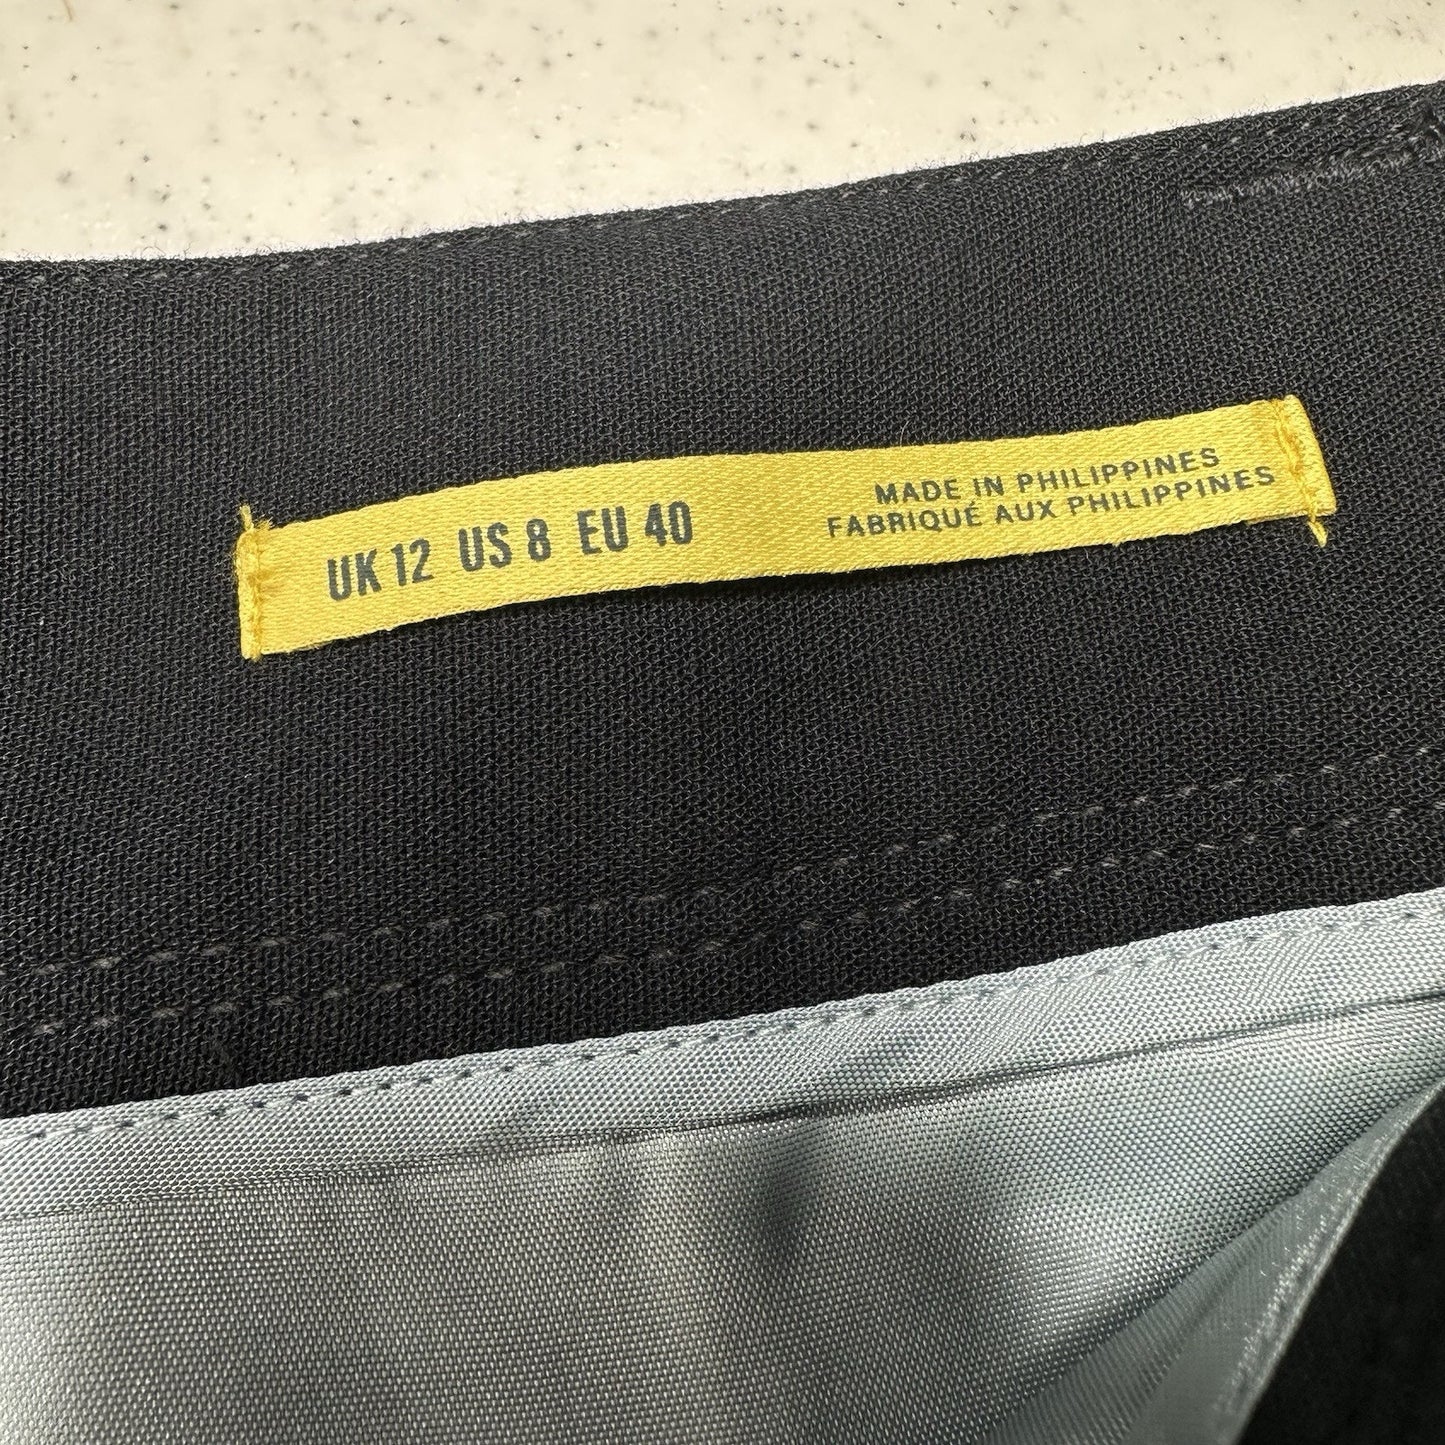 UK 12 US 8 EU 40
MADE IN PHILIPPINES
FABRIQUÉ AUX PHILIPPINES